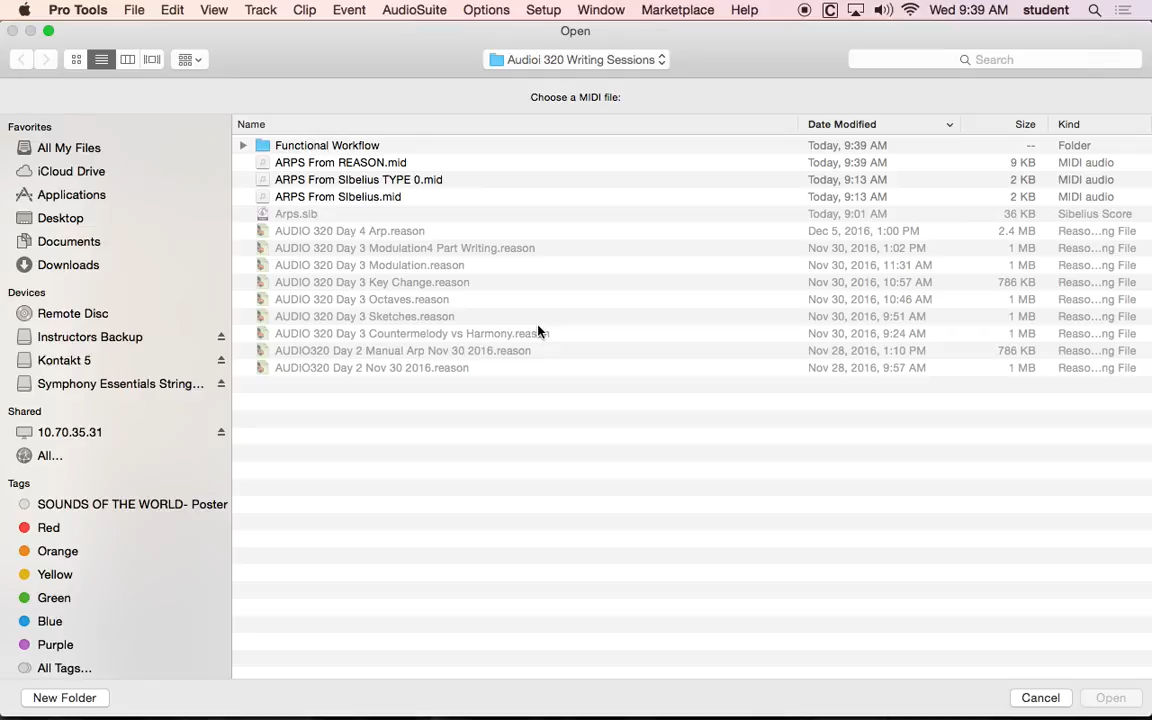 Pro Tools File Edit View Track Clip Event AudioSuite Options Setup Window Marketplace Help C Wed 9:39 AM student
Open
Audioi 320 Writing Sessions
Search
Choose a MIDI file:
Name Date Modified Size Kind
Favorites
All My Files
iCloud Drive
Applications
Desktop
Documents
Downloads
Devices
Remote Disc
Instructors Backup
Kontakt 5
Symphony Essentials String...
Shared
10.70.35.31
All...
Tags
SOUNDS OF THE WORLD- Poster
Red
Orange
Yellow
Green
Blue
Purple
All Tags...
Functional Workflow Today, 9:39 AM -- Folder
ARPS From REASON.mid Today, 9:39 AM 9 KB MIDI audio
ARPS From SIbelius TYPE 0.mid Today, 9:13 AM 2 KB MIDI audio
ARPS From SIbelius.mid Today, 9:13 AM 2 KB MIDI audio
Arps.sib Today, 9:01 AM 36 KB Sibelius Score
AUDIO 320 Day 4 Arp.reason Dec 5, 2016, 1:00 PM 2.4 MB Reaso...ng File
AUDIO 320 Day 3 Modulation4 Part Writing.reason Nov 30, 2016, 1:02 PM 1 MB Reaso...ng File
AUDIO 320 Day 3 Modulation.reason Nov 30, 2016, 11:31 AM 1 MB Reaso...ng File
AUDIO 320 Day 3 Key Change.reason Nov 30, 2016, 10:57 AM 786 KB Reaso...ng File
AUDIO 320 Day 3 Octaves.reason Nov 30, 2016, 10:46 AM 1 MB Reaso...ng File
AUDIO 320 Day 3 Sketches.reason Nov 30, 2016, 9:51 AM 1 MB Reaso...ng File
AUDIO 320 Day 3 Countermelody vs Harmony.reason Nov 30, 2016, 9:24 AM 1 MB Reaso...ng File
AUDIO320 Day 2 Manual Arp Nov 30 2016.reason Nov 28, 2016, 1:10 PM 786 KB Reaso...ng File
AUDIO320 Day 2 Nov 30 2016.reason Nov 28, 2016, 9:57 AM 1 MB Reaso...ng File
New Folder
Cancel
Open